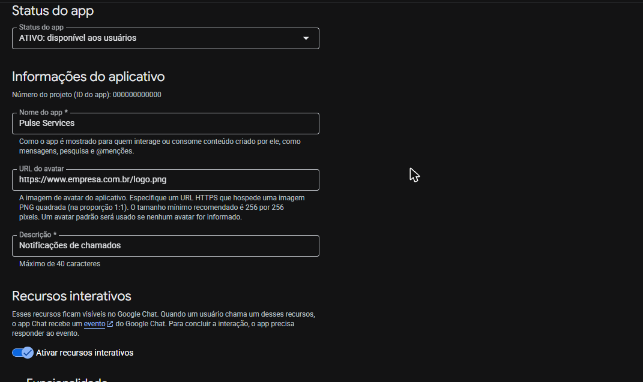 Status do app
Status do app
ATIVO: disponível aos usuários
Informações do aplicativo
Número do projeto (ID do app): 000000000000
Nome do app *
Pulse Services
Como o app é mostrado para quem interage ou consome conteúdo criado por ele, como
mensagens, pesquisa e @menções.
URL do avatar
https://www.empresa.com.br/logo.png
A imagem de avatar do aplicativo. Especifique um URL HTTPS que hospede uma imagem
PNG quadrada (na proporção 1:1). O tamanho mínimo recomendado é 256 por 256
pixels. Um avatar padrão será usado se nenhum avatar for informado.
Descrição *
Notificações de chamados
Máximo de 40 caracteres
Recursos interativos
Esses recursos ficam visíveis no Google Chat. Quando um usuário chama um desses recursos,
o app Chat recebe um evento do Google Chat. Para concluir a interação, o app precisa
responder ao evento.
Ativar recursos interativos
Funcionalidade